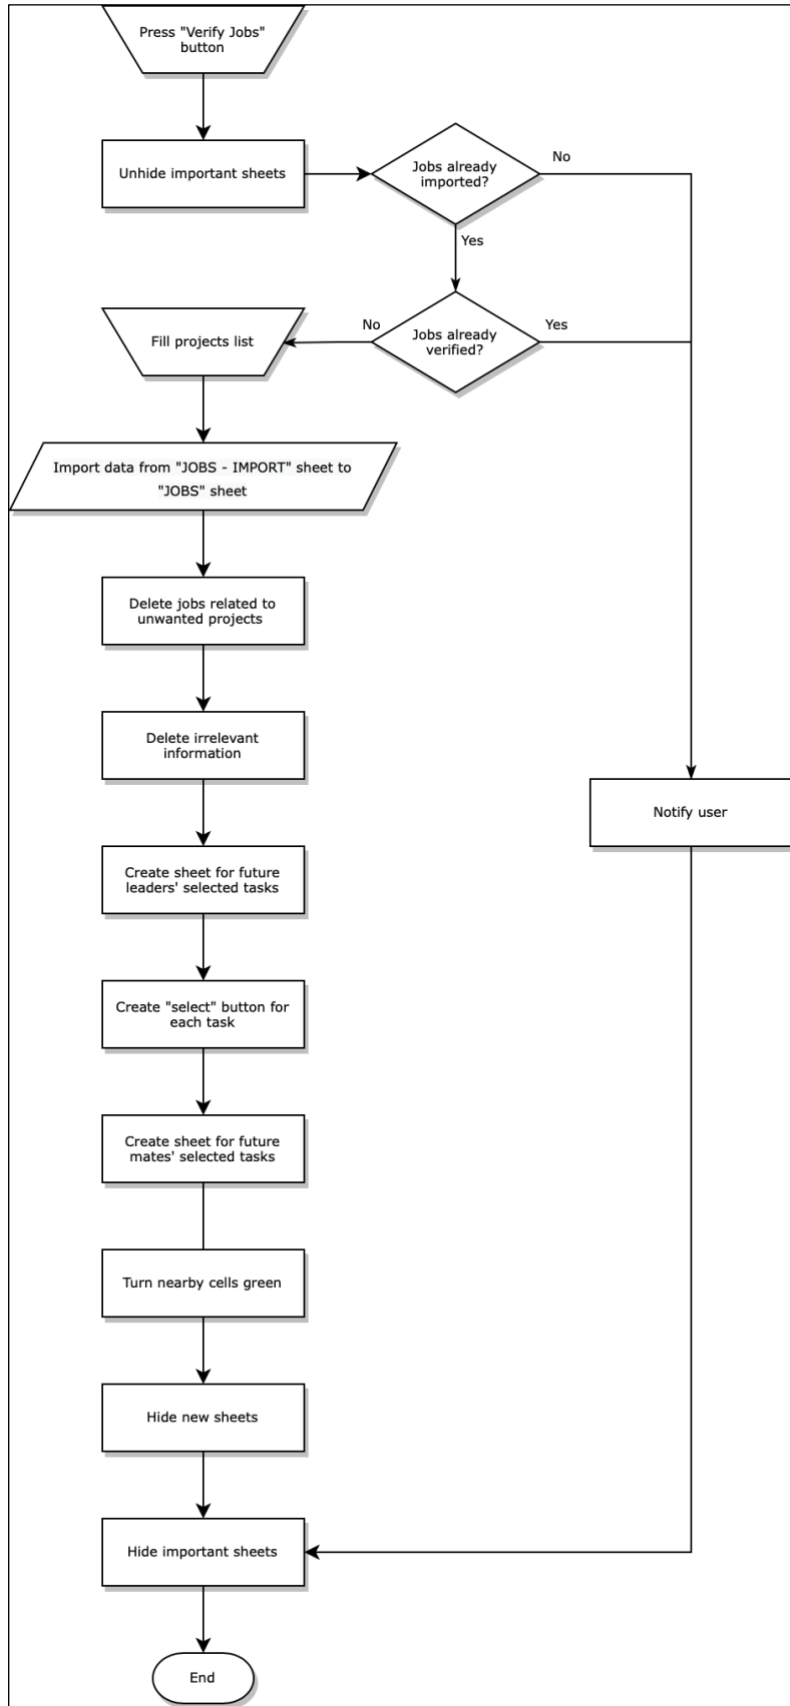 Press "Verify Jobs"
button
Unhide important sheets
Jobs already
imported?
No
Yes
Fill projects list
No
Jobs already
verified?
Yes
Import data from "JOBS - IMPORT" sheet to
"JOBS" sheet
Delete jobs related to
unwanted projects
Delete irrelevant
information
Notify user
Create sheet for future
leaders' selected tasks
Create "select" button for
each task
Create sheet for future
mates' selected tasks
Turn nearby cells green
Hide new sheets
Hide important sheets
End